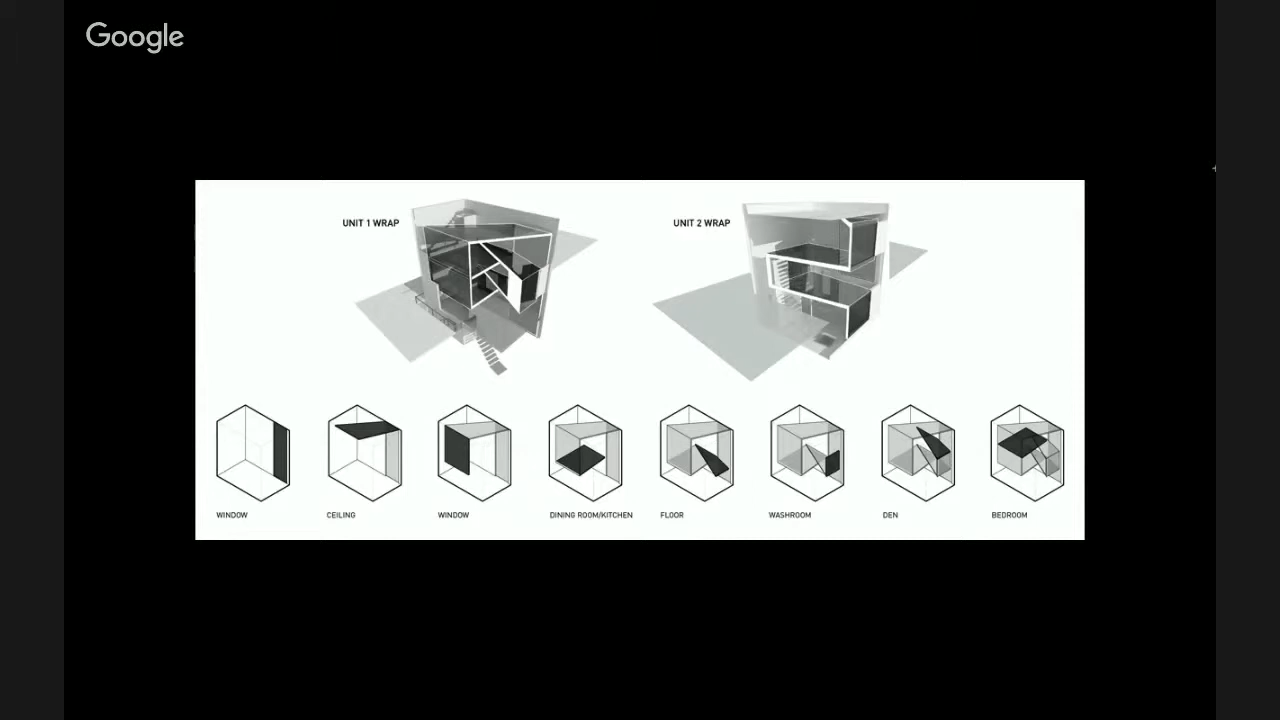 Google
UNIT 1 WRAP
UNIT 2 WRAP
WINDOW
CEILING
WINDOW
DINING ROOM/KITCHEN
FLOOR
WASHROOM
DEN
BEDROOM